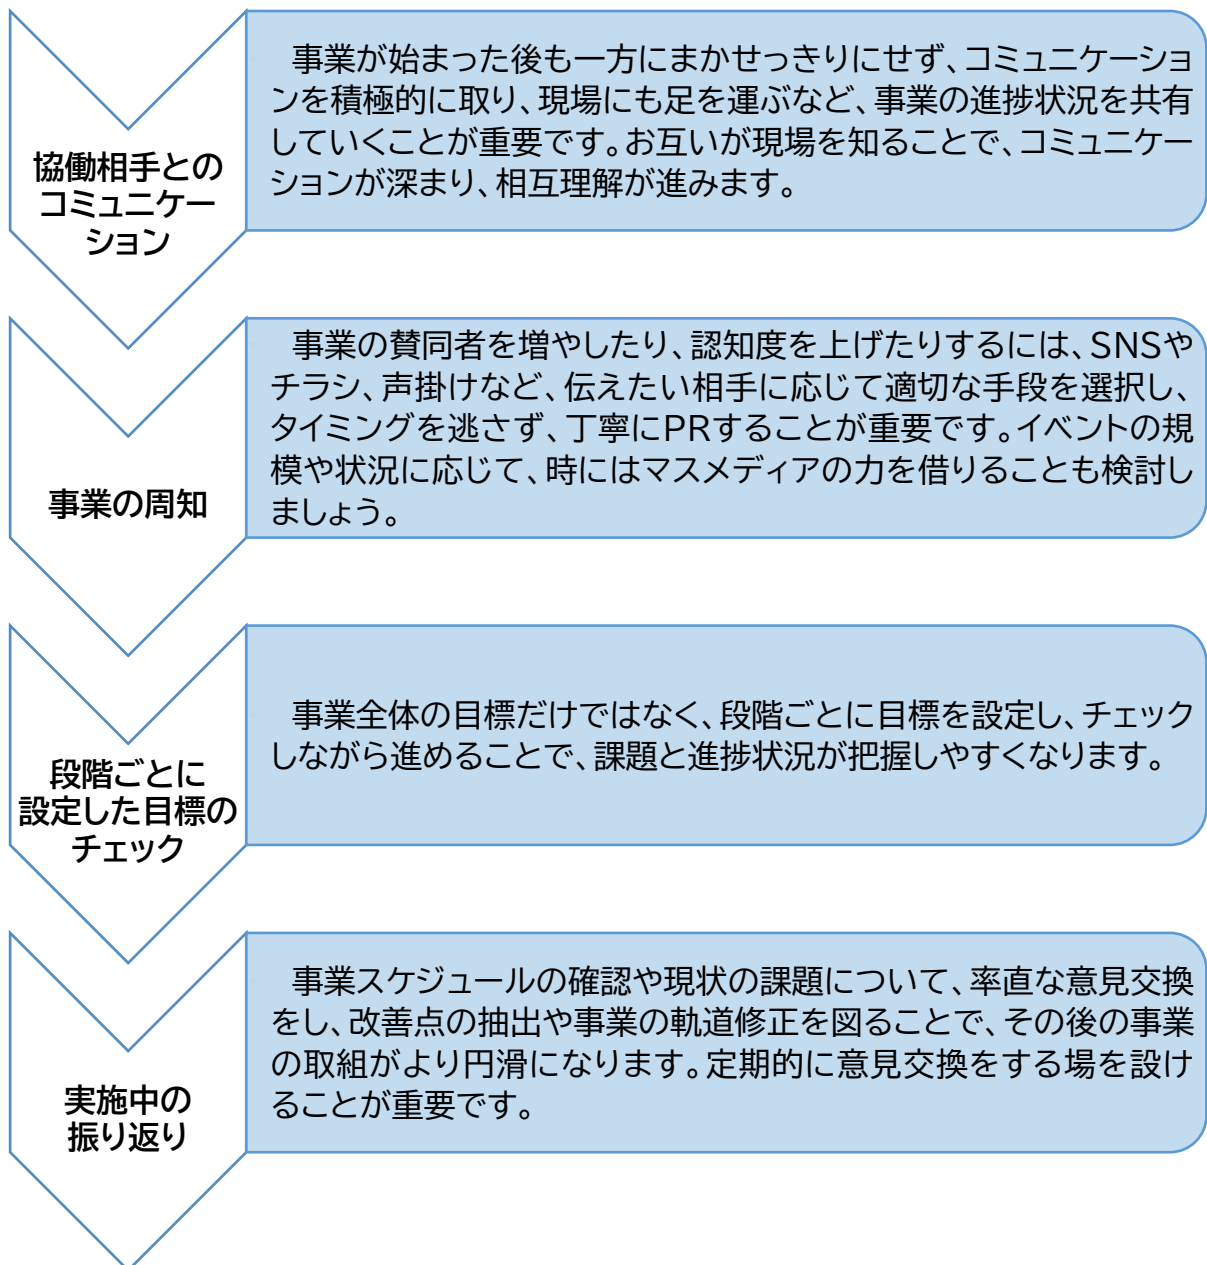 協働相手との
コミュニケー
ション
事業が始まった後も一方にまかせっきりにせず、コミュニケーショ
ンを積極的に取り、現場にも足を運ぶなど、事業の進捗状況を共有
していくことが重要です。お互いが現場を知ることで、コミュニケー
ションが深まり、相互理解が進みます。
事業の周知
事業の賛同者を増やしたり、認知度を上げたりするには、SNSや
チラシ、声掛けなど、伝えたい相手に応じて適切な手段を選択し、
タイミングを逃さず、丁寧にPRすることが重要です。イベントの規
模や状況に応じて、時にはマスメディアの力を借りることも検討し
ましょう。
段階ごとに
設定した目標の
チェック
事業全体の目標だけではなく、段階ごとに目標を設定し、チェック
しながら進めることで、課題と進捗状況が把握しやすくなります。
実施中の
振り返り
事業スケジュールの確認や現状の課題について、率直な意見交換
をし、改善点の抽出や事業の軌道修正を図ることで、その後の事業
の取組がより円滑になります。定期的に意見交換をする場を設け
ることが重要です。